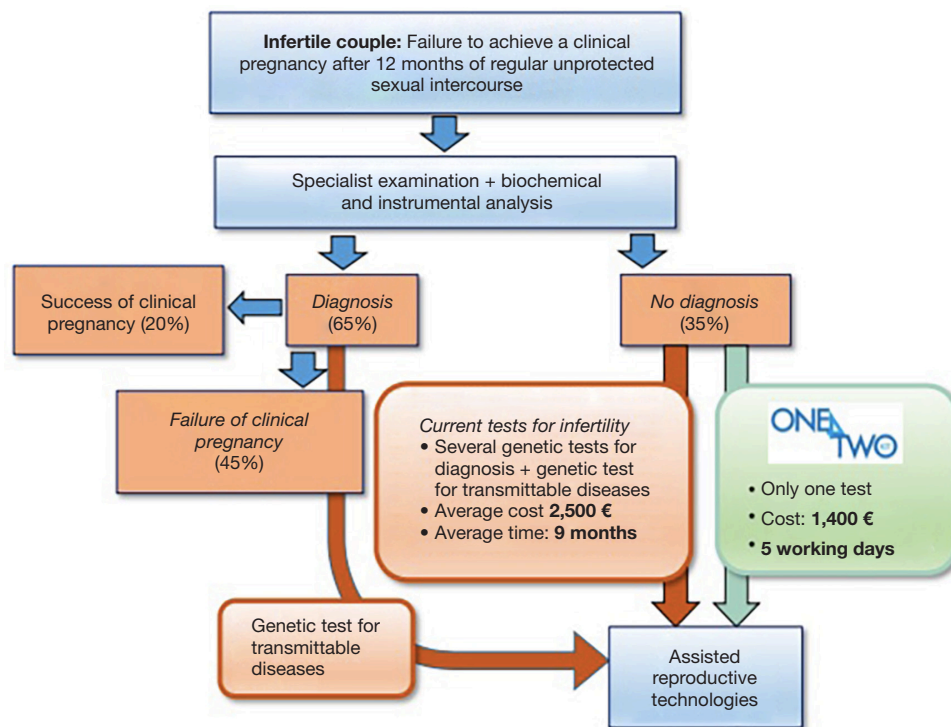 Infertile couple: Failure to achieve a clinical
pregnancy after 12 months of regular unprotected
sexual intercourse
Specialist examination + biochemical
and instrumental analysis
Success of clinical
pregnancy (20%)
Diagnosis
(65%)
No diagnosis
(35%)
Failure of clinical
pregnancy
(45%)
Current tests for infertility
• Several genetic tests for
diagnosis + genetic test
for transmittable diseases
• Average cost 2,500 €
• Average time: 9 months
ONE4
TWO
• Only one test
• Cost: 1,400 €
• 5 working days
Genetic test for
transmittable
diseases
Assisted
reproductive
technologies